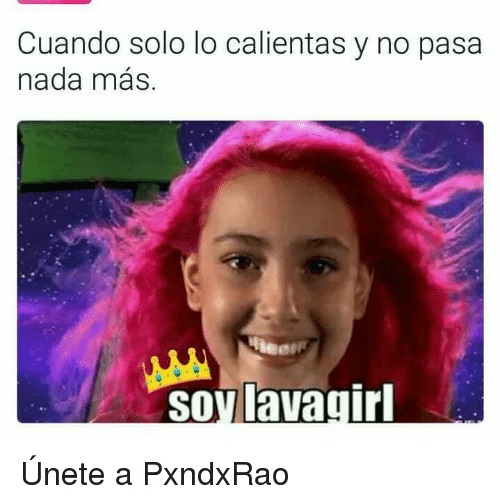 Cuando solo lo calientas y no pasa
nada más.
soy lavagirl
Únete a PxndxRao